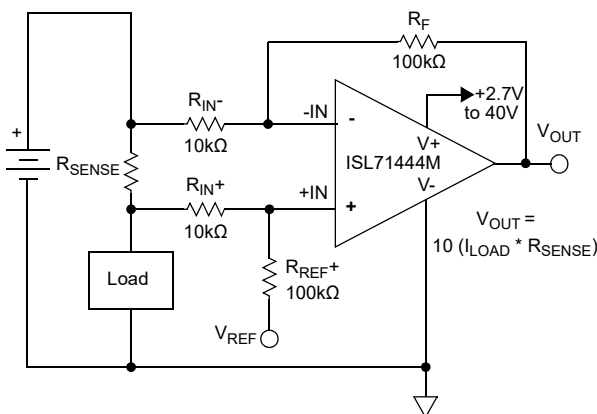 R_F
100kΩ
+2.7V
to 40V
R_IN-
10kΩ
-IN
-
V+
V_OUT
+
R_SENSE
ISL71444M
V-
R_IN+
10kΩ
+IN
+
V_OUT =
10 (I_LOAD * R_SENSE)
Load
R_REF+
100kΩ
V_REF